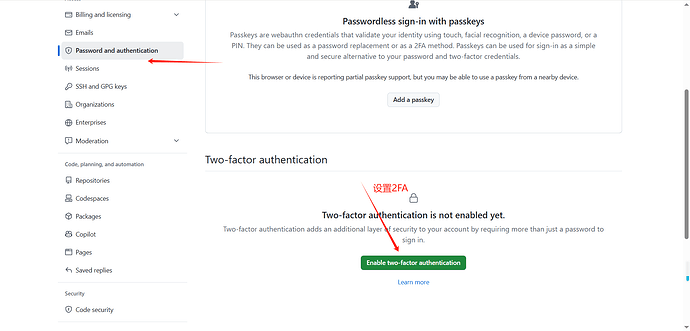 Billing and licensing
Emails
Password and authentication
Sessions
SSH and GPG keys
Organizations
Enterprises
Moderation
Code, planning, and automation
Repositories
Codespaces
Packages
Copilot
Pages
Saved replies
Security
Code security
Passwordless sign-in with passkeys
Passkeys are webauthn credentials that validate your identity using touch, facial recognition, a device password, or a
PIN. They can be used as a password replacement or as a 2FA method. Passkeys can be used for sign-in as a simple
and secure alternative to your password and two-factor credentials.
This browser or device is reporting partial passkey support, but you may be able to use a passkey from a nearby device.
Add a passkey
Two-factor authentication
设置2FA
Two-factor authentication is not enabled yet.
Two-factor authentication adds an additional layer of security to your account by requiring more than just a password to
sign in.
Enable two-factor authentication
Learn more